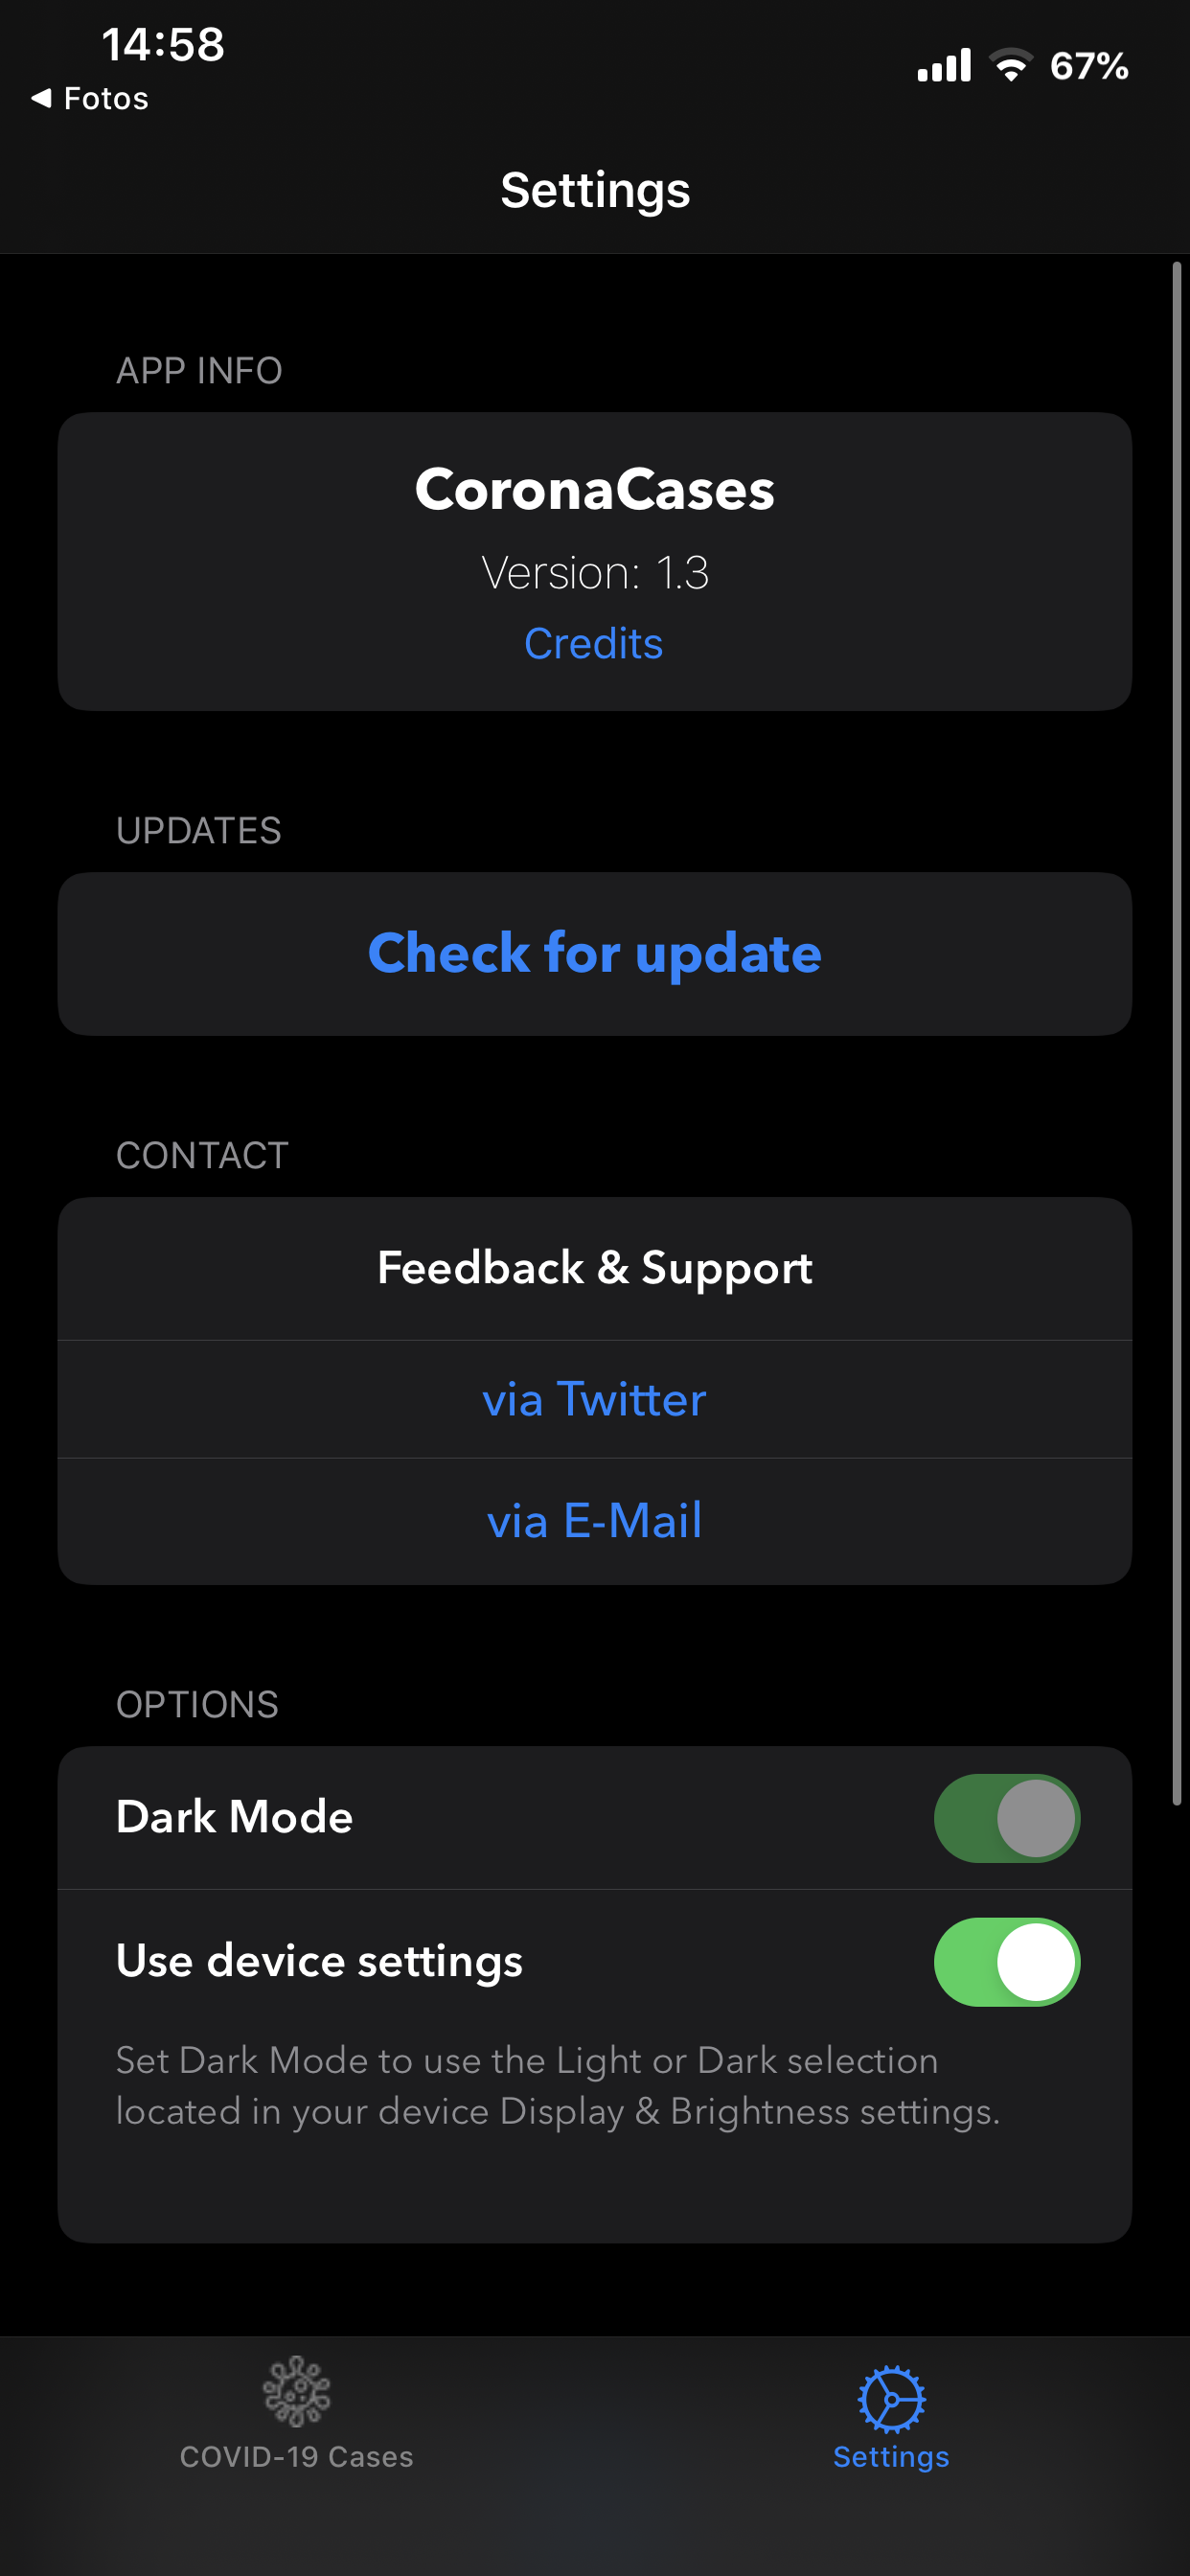 14:58
67%
◀ Fotos
Settings
APP INFO
CoronaCases
Version: 1.3
Credits
UPDATES
Check for update
CONTACT
Feedback & Support
via Twitter
via E-Mail
OPTIONS
Dark Mode
Use device settings
Set Dark Mode to use the Light or Dark selection
located in your device Display & Brightness settings.
COVID-19 Cases
Settings